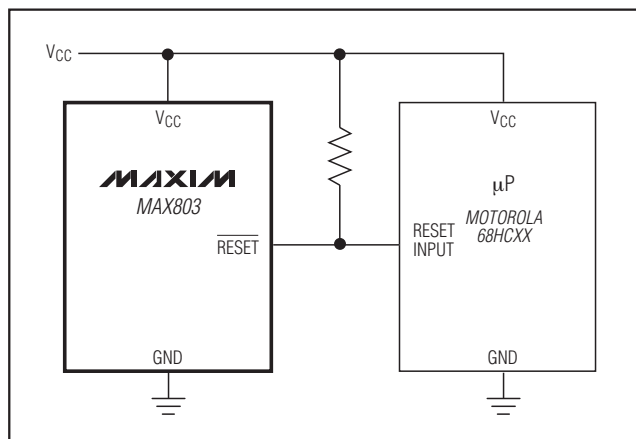 VCC
VCC
MAXIM
MAX803
RESET
GND
VCC
µP
MOTOROLA
68HCXX
RESET
INPUT
GND